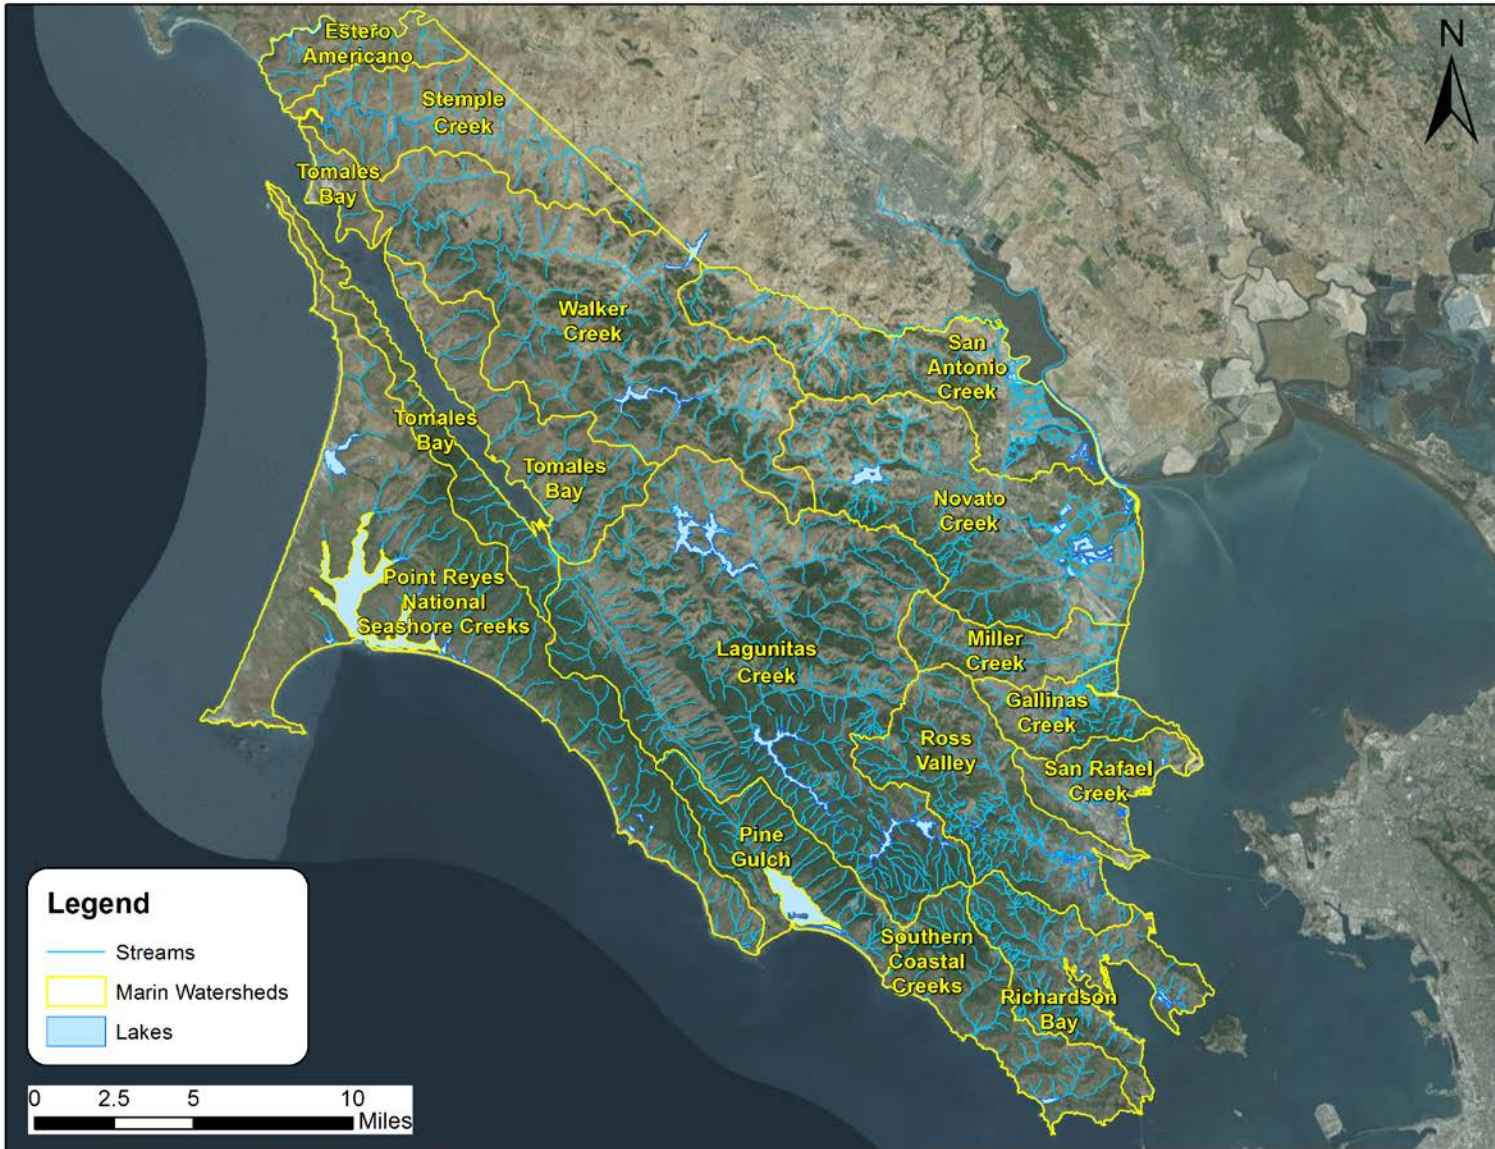 N
Estero
Americano
Stemple
Creek
Tomales
Bay
Walker
Creek
San
Antonio
Creek
Tomales
Bay
Tomales
Bay
Novato
Creek
Point Reyes
National
Seashore Creeks
Lagunitas
Creek
Miller
Creek
Gallinas
Creek
Ross
Valley
San Rafael
Creek
Pine
Gulch
Southern
Coastal
Creeks
Richardson
Bay
Legend
Streams
Marin Watersheds
Lakes
0 2.5 5 10
Miles